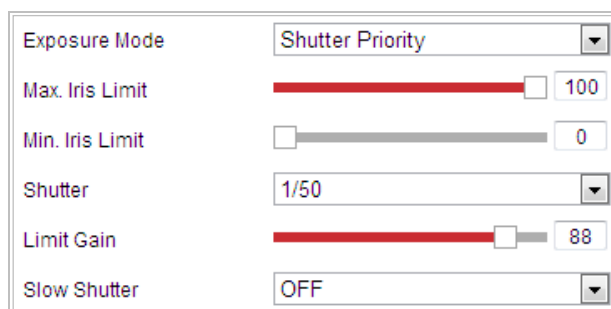 Exposure Mode Shutter Priority
Max. Iris Limit 100
Min. Iris Limit 0
Shutter 1/50
Limit Gain 88
Slow Shutter OFF